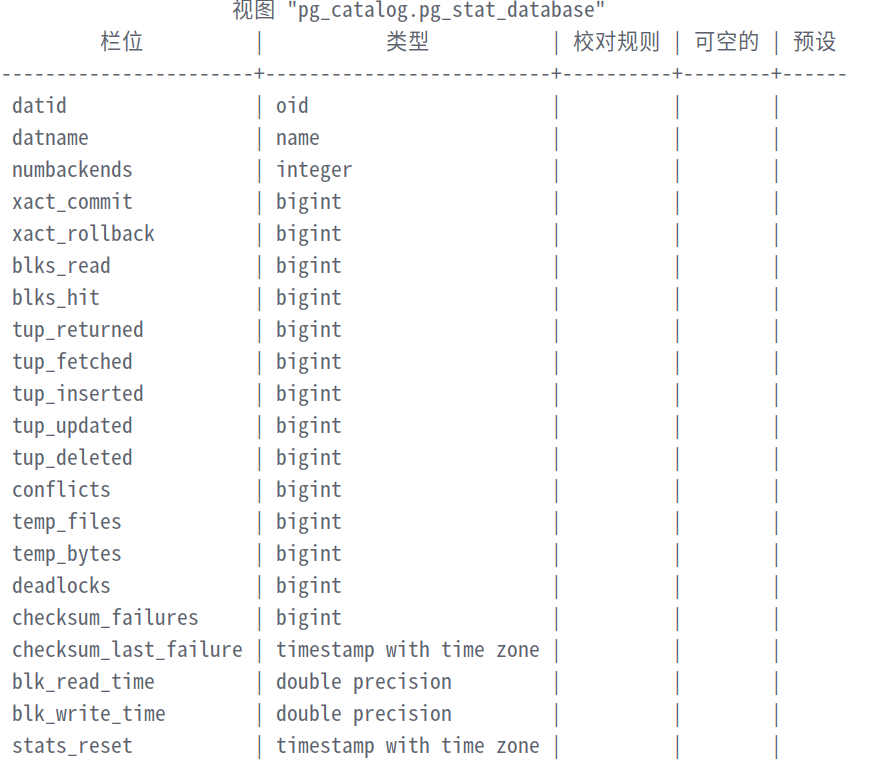 视图 "pg_catalog.pg_stat_database"
栏位 | 类型 | 校对规则 | 可空的 | 预设
-----------------------+--------------------------+----------+--------+------
datid | oid | | |
datname | name | | |
numbackends | integer | | |
xact_commit | bigint | | |
xact_rollback | bigint | | |
blks_read | bigint | | |
blks_hit | bigint | | |
tup_returned | bigint | | |
tup_fetched | bigint | | |
tup_inserted | bigint | | |
tup_updated | bigint | | |
tup_deleted | bigint | | |
conflicts | bigint | | |
temp_files | bigint | | |
temp_bytes | bigint | | |
deadlocks | bigint | | |
checksum_failures | bigint | | |
checksum_last_failure | timestamp with time zone | | |
blk_read_time | double precision | | |
blk_write_time | double precision | | |
stats_reset | timestamp with time zone | | |